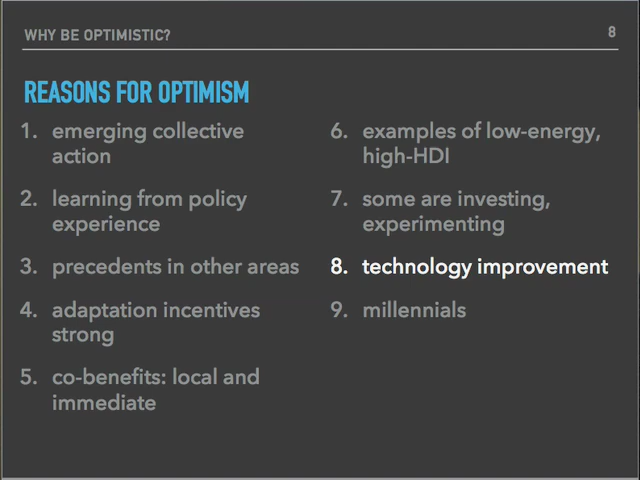 WHY BE OPTIMISTIC?
8
REASONS FOR OPTIMISM
1. emerging collective
action
2. learning from policy
experience
3. precedents in other areas
4. adaptation incentives
strong
5. co-benefits: local and
immediate
6. examples of low-energy,
high-HDI
7. some are investing,
experimenting
8. technology improvement
9. millennials